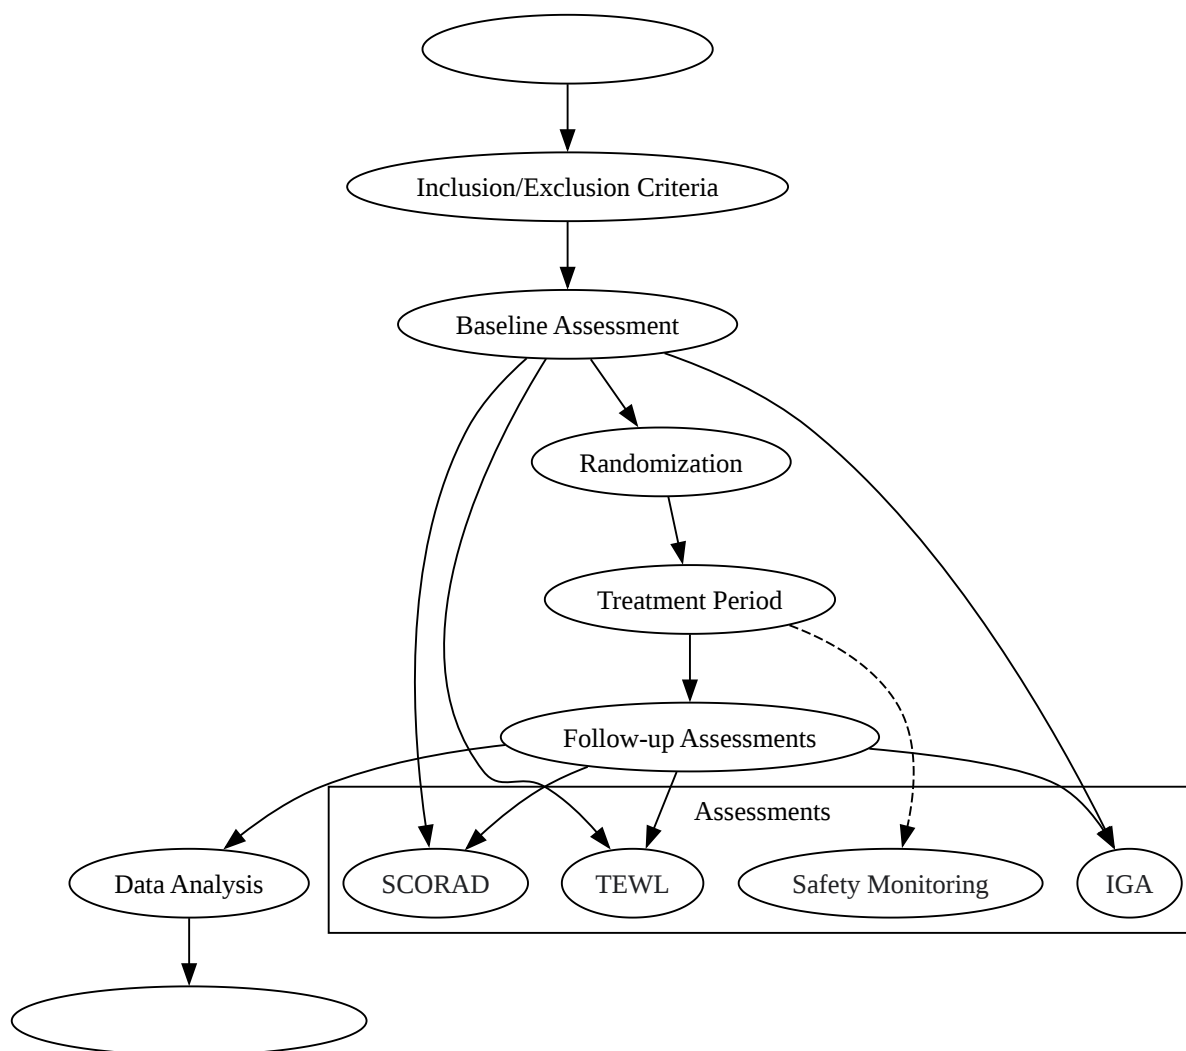 Inclusion/Exclusion Criteria
Baseline Assessment
Randomization
Treatment Period
Follow-up Assessments
Assessments
Data Analysis
SCORAD
TEWL
Safety Monitoring
IGA